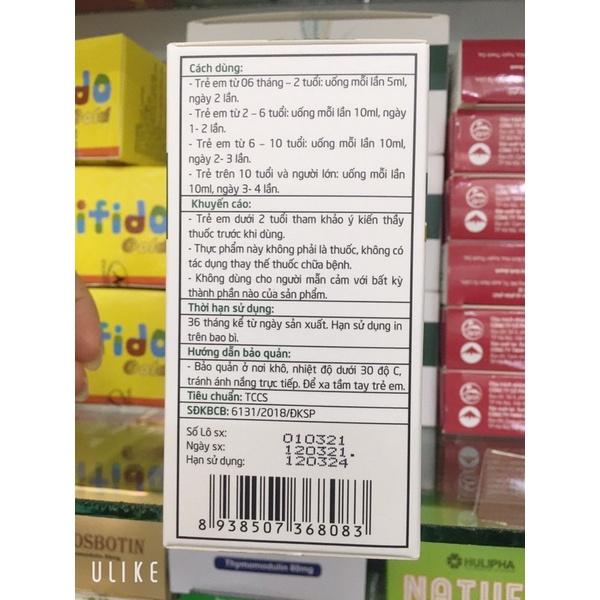 Cách dùng:
- Trẻ em từ 06 tháng – 2 tuổi: uống mỗi lần 5ml,
ngày 2 lần.
- Trẻ em từ 2 – 6 tuổi: uống mỗi lần 10ml, ngày
1- 2 lần.
- Trẻ em từ 6 – 10 tuổi: uống mỗi lần 10ml,
ngày 2- 3 lần.
- Trẻ trên 10 tuổi và người lớn: uống mỗi lần
10ml, ngày 3- 4 lần.
Khuyến cáo:
- Trẻ em dưới 2 tuổi tham khảo ý kiến thầy
thuốc trước khi dùng.
- Thực phẩm này không phải là thuốc, không có
tác dụng thay thế thuốc chữa bệnh.
- Không dùng cho người mẫn cảm với bất kỳ
thành phần nào của sản phẩm.
Thời hạn sử dụng:
36 tháng kể từ ngày sản xuất. Hạn sử dụng in
trên bao bì.
Hướng dẫn bảo quản:
- Bảo quản ở nơi khô, nhiệt độ dưới 30 độ C,
tránh ánh nắng trực tiếp. Để xa tầm tay trẻ em.
Tiêu chuẩn: TCCS
SĐKBCB: 6131/2018/ĐKSP
Số Lô sx: 010321
Ngày sx: 120321.
Hạn sử dụng: 120324
8 938507 368083
fido
Gold
ifido
Gold
fido
Gold
OSBOTIN
Thymomodulin 80mg
HULIPHA
NATUF
ULIKE